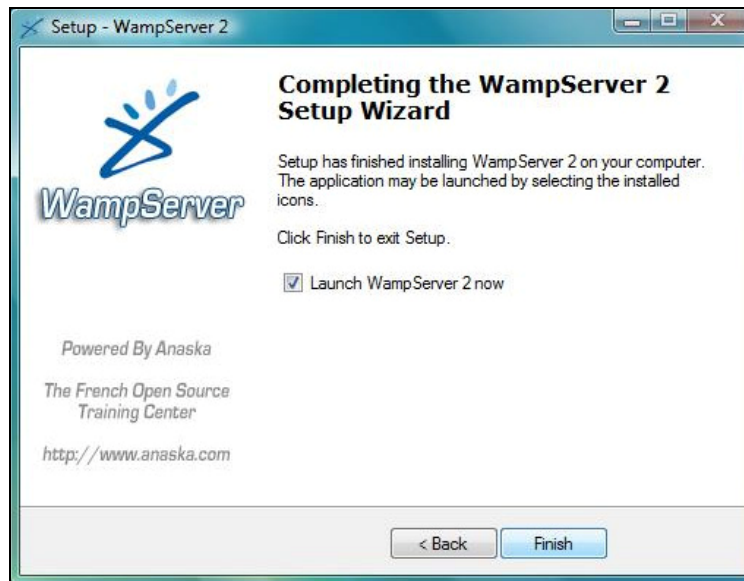 Setup - WampServer 2
Completing the WampServer 2
Setup Wizard
Setup has finished installing WampServer 2 on your computer.
The application may be launched by selecting the installed
icons.
Click Finish to exit Setup.
Launch WampServer 2 now
WampServer
Powered By Anaska
The French Open Source
Training Center
http://www.anaska.com
< Back
Finish